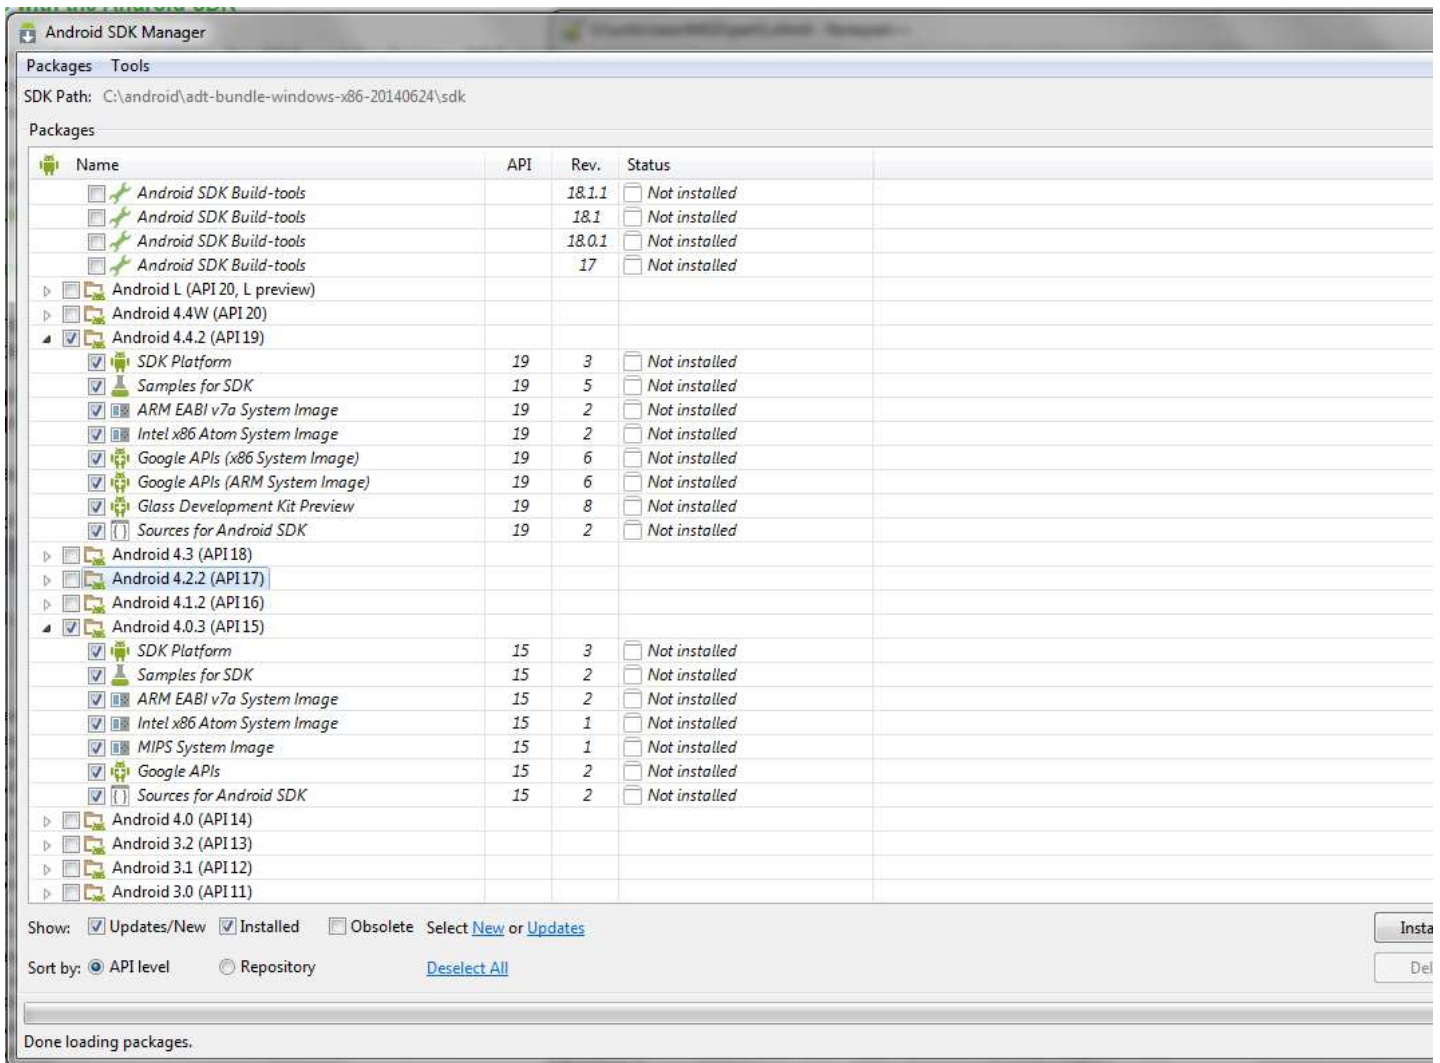 with the Android SDK
Android SDK Manager
Packages Tools
SDK Path: C:\android\adt-bundle-windows-x86-20140624\sdk
Packages
Name API Rev. Status
Android SDK Build-tools 18.1.1 Not installed
Android SDK Build-tools 18.1 Not installed
Android SDK Build-tools 18.0.1 Not installed
Android SDK Build-tools 17 Not installed
Android L (API 20, L preview)
Android 4.4W (API 20)
Android 4.4.2 (API 19)
SDK Platform 19 3 Not installed
Samples for SDK 19 5 Not installed
ARM EABI v7a System Image 19 2 Not installed
Intel x86 Atom System Image 19 2 Not installed
Google APIs (x86 System Image) 19 6 Not installed
Google APIs (ARM System Image) 19 6 Not installed
Glass Development Kit Preview 19 8 Not installed
Sources for Android SDK 19 2 Not installed
Android 4.3 (API 18)
Android 4.2.2 (API 17)
Android 4.1.2 (API 16)
Android 4.0.3 (API 15)
SDK Platform 15 3 Not installed
Samples for SDK 15 2 Not installed
ARM EABI v7a System Image 15 2 Not installed
Intel x86 Atom System Image 15 1 Not installed
MIPS System Image 15 1 Not installed
Google APIs 15 2 Not installed
Sources for Android SDK 15 2 Not installed
Android 4.0 (API 14)
Android 3.2 (API 13)
Android 3.1 (API 12)
Android 3.0 (API 11)
Show: Updates/New Installed Obsolete Select New or Updates Insta
Sort by: API level Repository Deselect All Del
Done loading packages.